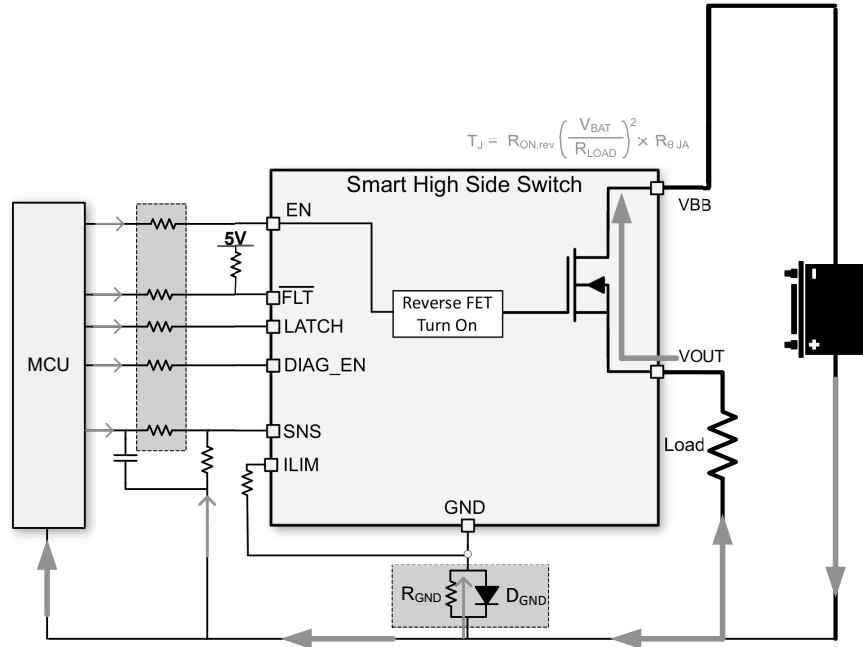 T_J = R_ON,rev (V_BAT / R_LOAD)^2 × R_θJA
Smart High Side Switch
VBB
EN
5V
FLT
Reverse FET
Turn On
LATCH
MCU
DIAG_EN
VOUT
SNS
Load
ILIM
GND
R_GND
D_GND
-
+